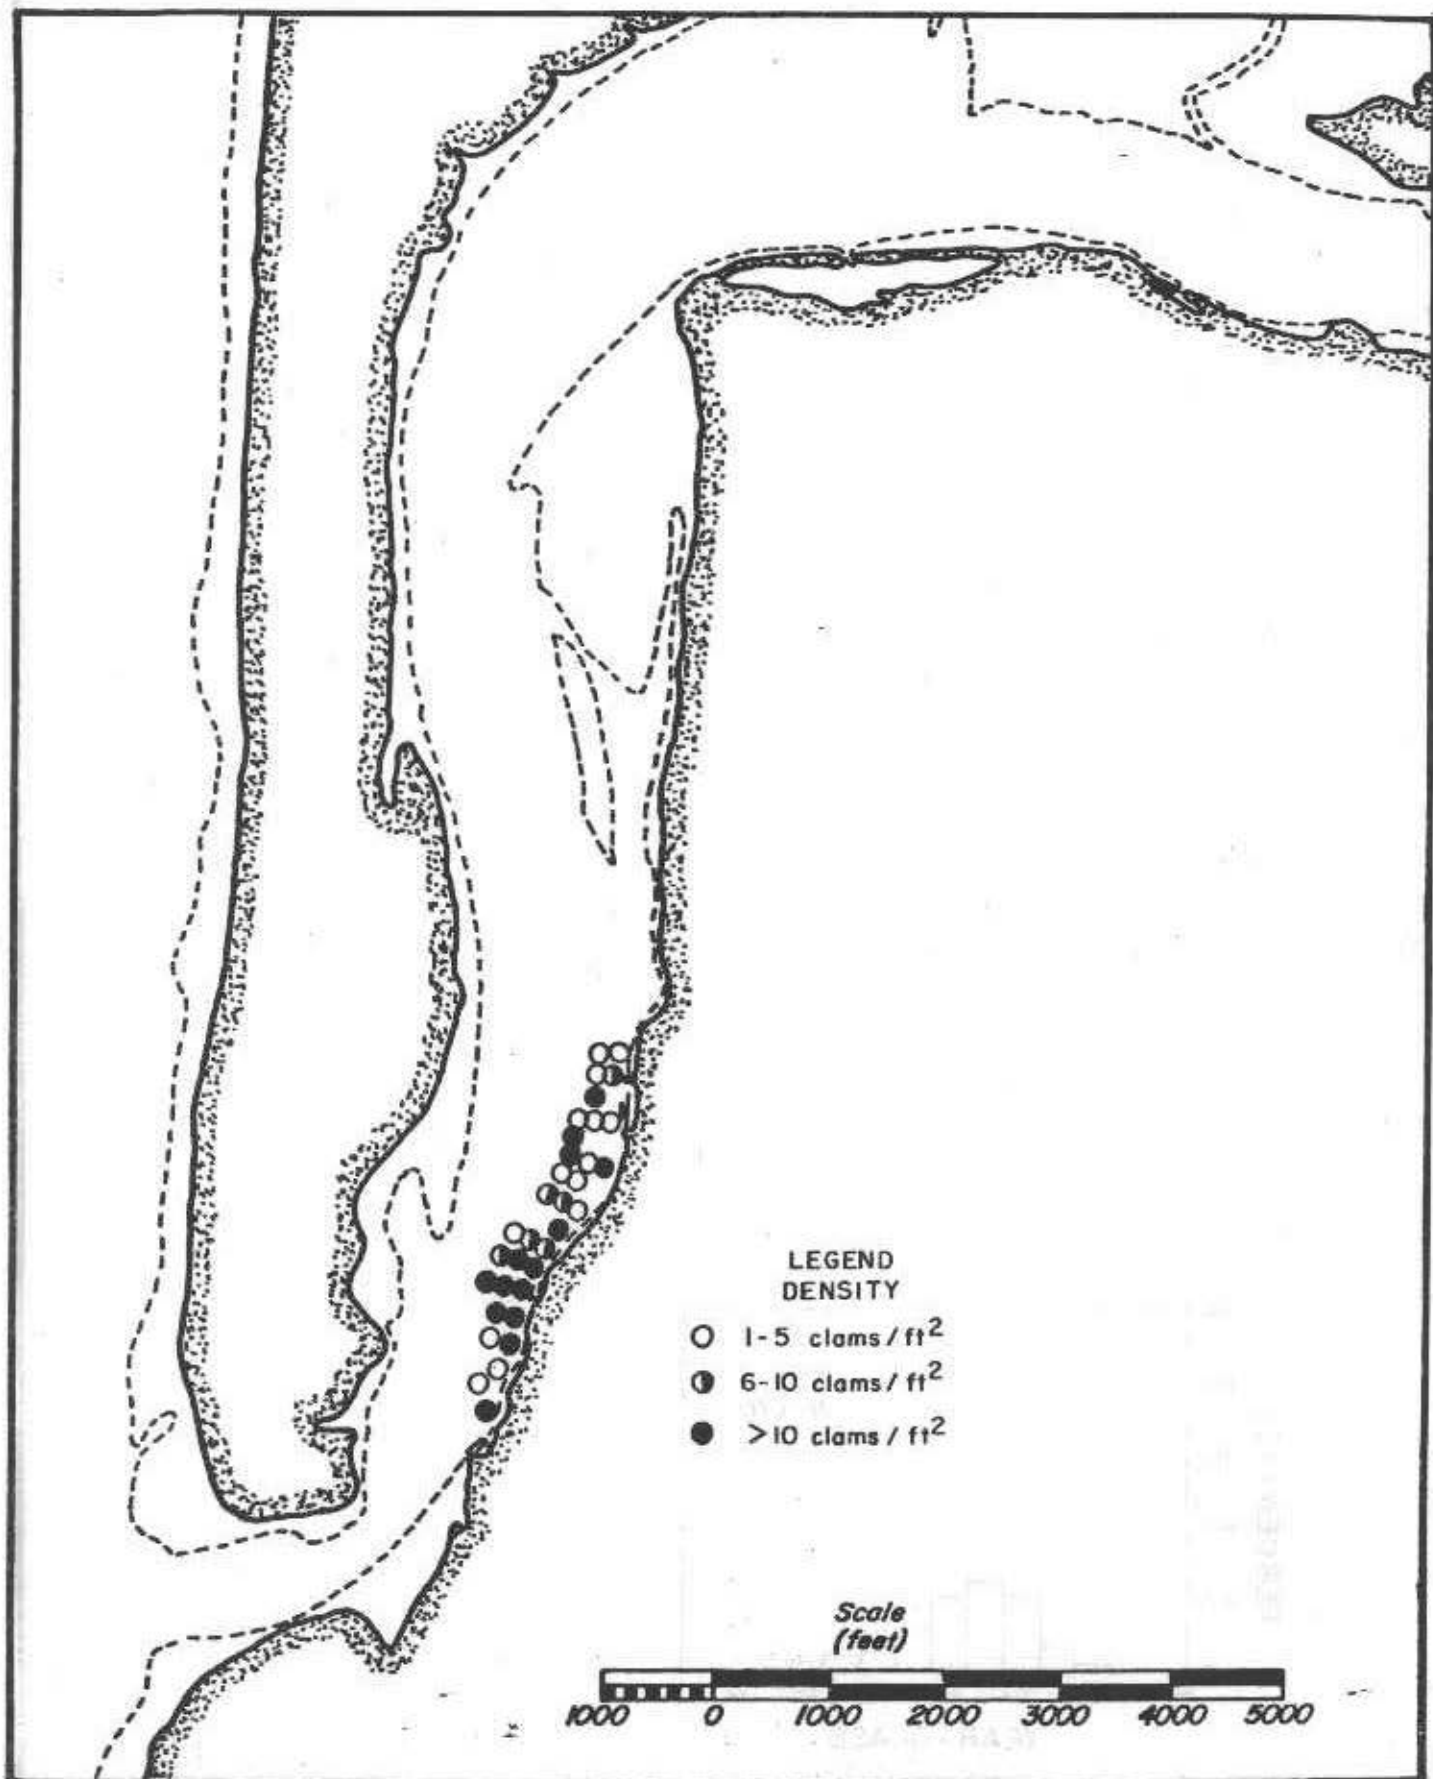 LEGEND
DENSITY
1-5 clams/ft²
6-10 clams/ft²
>10 clams/ft²
Scale
(feet)
1000 0 1000 2000 3000 4000 5000